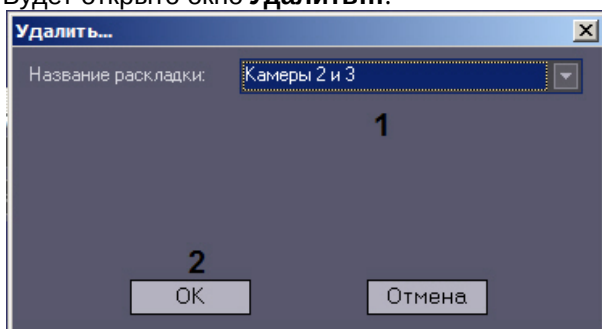 Будет открыто окно Удалить....
Удалить...
Название раскладки: Камеры 2 и 3
1
2
OK Отмена